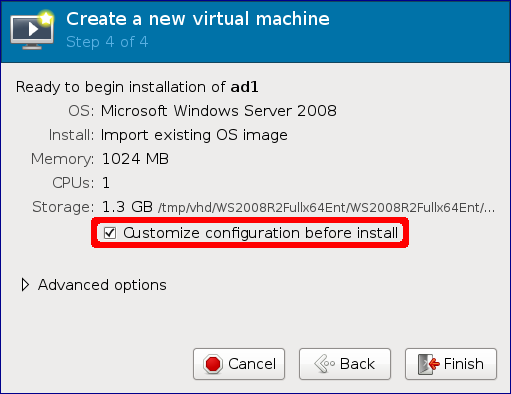 Create a new virtual machine
Step 4 of 4
Ready to begin installation of ad1
OS: Microsoft Windows Server 2008
Install: Import existing OS image
Memory: 1024 MB
CPUs: 1
Storage: 1.3 GB /tmp/vhd/WS2008R2Fullx64Ent/WS2008R2Fullx64Ent/...
Customize configuration before install
Advanced options
Cancel Back Finish